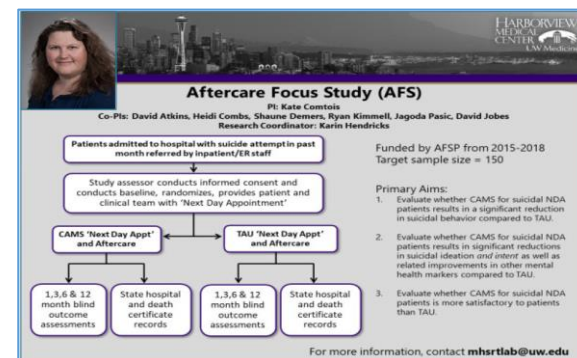 HARBORVIEW
MEDICAL
CENTER
UW Medicine
Aftercare Focus Study (AFS)
PI: Kate Comtois
Co-PIs: David Atkins, Heidi Combs, Shaune Demers, Ryan Kimmell, Jagoda Pasic, David Jobes
Research Coordinator: Karin Hendricks
Patients admitted to hospital with suicide attempt in past
month referred by inpatient/ER staff
Study assessor conducts informed consent and
conducts baseline, randomizes, provides patient and
clinical team with 'Next Day Appointment'
CAMS 'Next Day Appt'
and Aftercare
TAU 'Next Day Appt'
and Aftercare
1,3,6 & 12
month blind
outcome
assessments
State hospital
and death
certificate
records
1,3,6 & 12
month blind
outcome
assessments
State hospital
and death
certificate
records
Funded by AFSP from 2015-2018
Target sample size = 150
Primary Aims:
1. Evaluate whether CAMS for suicidal NDA
patients results in a significant reduction
in suicidal behavior compared to TAU.
2. Evaluate whether CAMS for suicidal NDA
patients results in significant reductions
in suicidal ideation and intent as well as
related improvements in other mental
health markers compared to TAU.
3. Evaluate whether CAMS for suicidal NDA
patients is more satisfactory to patients
than TAU.
For more information, contact mhsrtlab@uw.edu